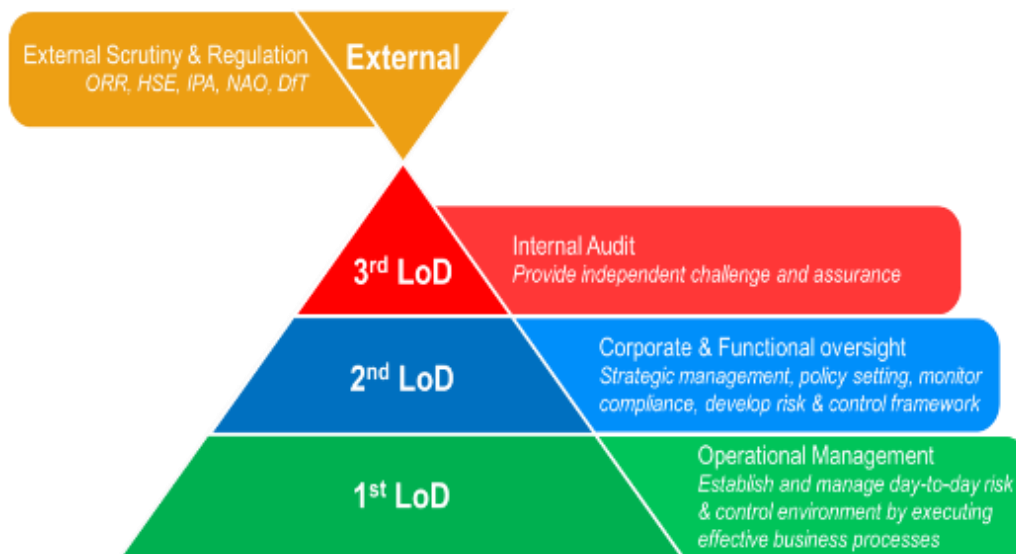 External Scrutiny & Regulation
ORR, HSE, IPA, NAO, DfT
External
3rd LoD
Internal Audit
Provide independent challenge and assurance
2nd LoD
Corporate & Functional oversight
Strategic management, policy setting, monitor
compliance, develop risk & control framework
1st LoD
Operational Management
Establish and manage day-to-day risk
& control environment by executing
effective business processes